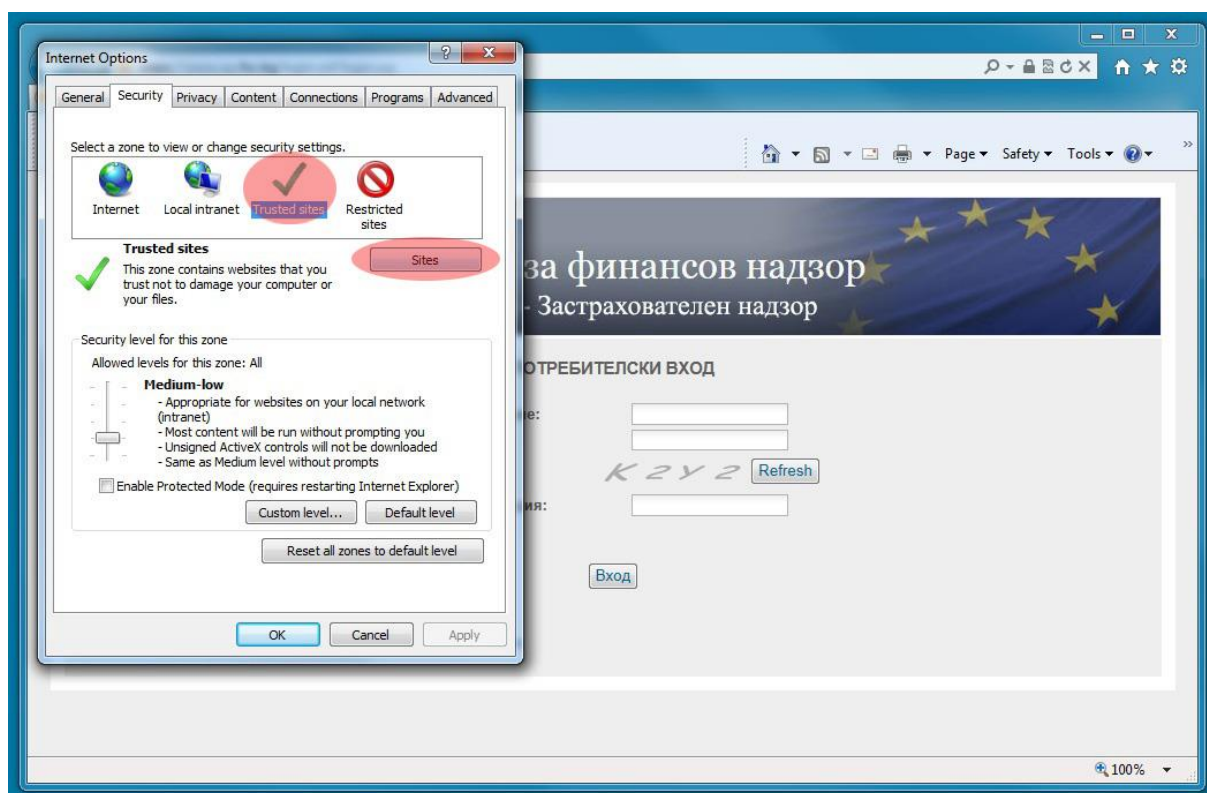 Internet Options
General Security Privacy Content Connections Programs Advanced
Select a zone to view or change security settings.
Internet Local intranet Trusted sites Restricted sites
Trusted sites
This zone contains websites that you
trust not to damage your computer or
your files.
Sites
Security level for this zone
Allowed levels for this zone: All
Medium-low
- Appropriate for websites on your local network
(intranet)
- Most content will be run without prompting you
- Unsigned ActiveX controls will not be downloaded
- Same as Medium level without prompts
Enable Protected Mode (requires restarting Internet Explorer)
Custom level... Default level
Reset all zones to default level
OK Cancel Apply
Page Safety Tools
за финансов надзор
- Застрахователен надзор
ОТРЕБИТЕЛСКИ ВХОД
ме:
K2Y2 Refresh
ия:
Вход
100%